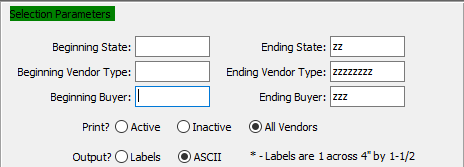 Selection Parameters
Beginning State: Ending State: zz
Beginning Vendor Type: Ending Vendor Type: zzzzzzzz
Beginning Buyer: Ending Buyer: zzz
Print? Active Inactive All Vendors
Output? Labels ASCII * - Labels are 1 across 4" by 1-1/2